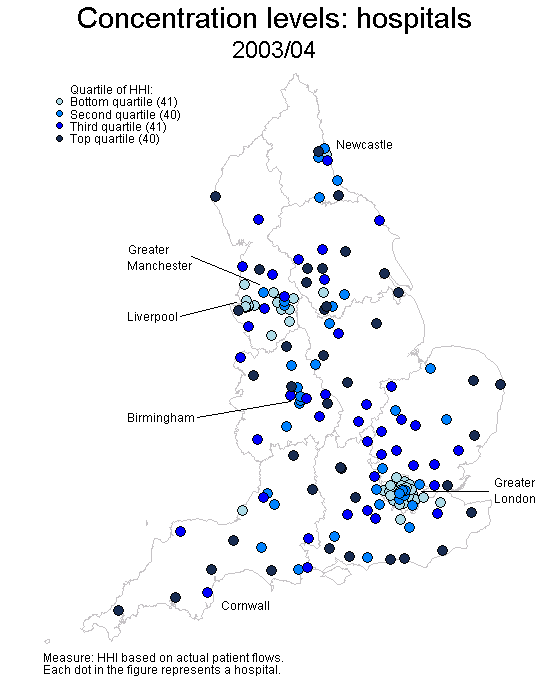 Concentration levels: hospitals
2003/04
Quartile of HHI:
Bottom quartile (41)
Second quartile (40)
Third quartile (41)
Top quartile (40)
Newcastle
Greater
Manchester
Liverpool
Birmingham
Greater
London
Cornwall
Measure: HHI based on actual patient flows.
Each dot in the figure represents a hospital.